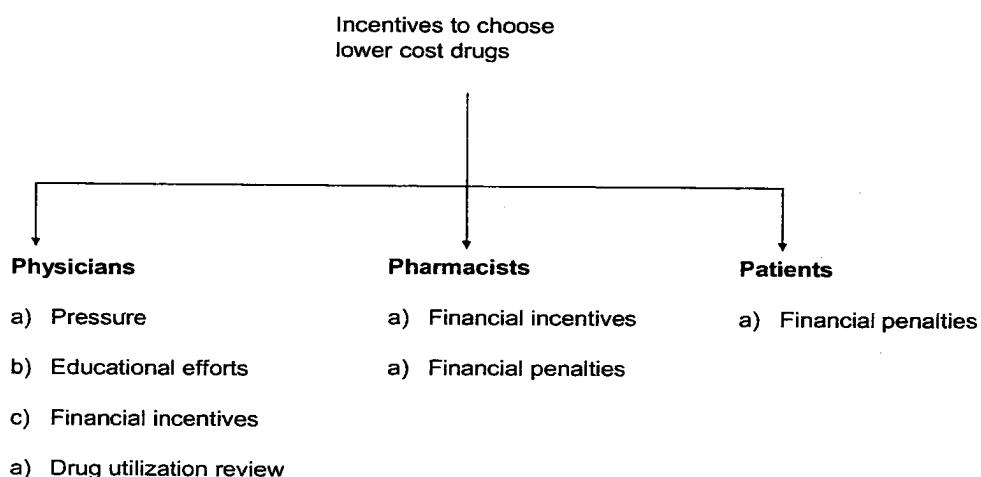 Incentives to choose
lower cost drugs
Physicians
a) Pressure
b) Educational efforts
c) Financial incentives
a) Drug utilization review
Pharmacists
a) Financial incentives
a) Financial penalties
Patients
a) Financial penalties